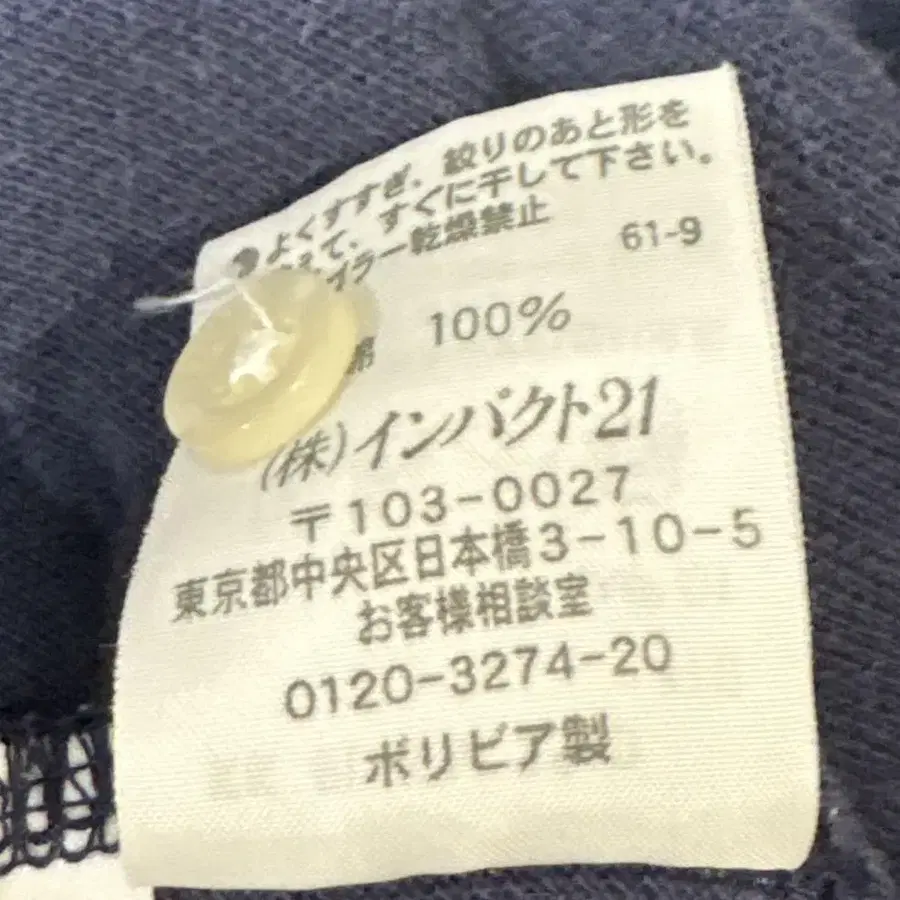 よくすすぎ、絞りのあと形を
えて、すぐに干して下さい。
イラー乾燥禁止
61-9
綿 100%
(株)インパクト21
〒103-0027
東京都中央区日本橋3-10-5
お客様相談室
0120-3274-20
ボリビア製